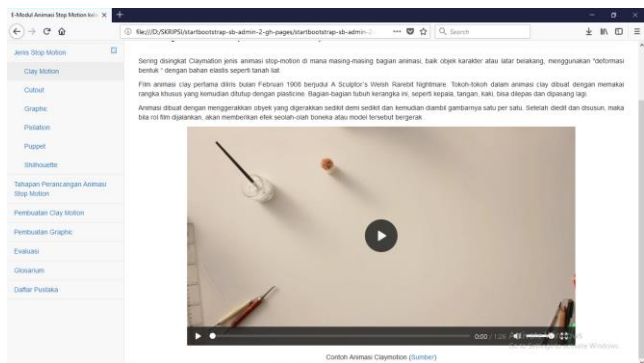 E-Modul Animasi Stop Motion
file:///D:/SKRIPSI/startbootstrap-sb-admin-2-gh-pages/startbootstrap-sb-admin-2
Search
Jenis Stop Motion
Clay Motion
Cutout
Graphic
Pixilation
Puppet
Shilhouette
Tahapan Perancangan Animasi
Stop Motion
Pembuatan Clay Motion
Pembuatan Graphic
Evaluasi
Glosarium
Daftar Pustaka
Sering disingkat Claymation jenis animasi stop-motion di mana masing-masing bagian animasi, baik objek karakter atau latar belakang, menggunakan "deformasi
bentuk " dengan bahan elastis seperti tanah liat.
Film animasi clay pertama dirilis bulan Februari 1908 berjudul A Sculptor's Welsh Rarebit Nightmare. Tokoh-tokoh dalam animasi clay dibuat dengan memakai
rangka khusus yang kemudian ditutup dengan plasticine. Bagian-bagian tubuh kerangka ini, seperti kepala, tangan, kaki, bisa dilepas dan dipasang lagi.
Animasi dibuat dengan menggerakkan obyek yang digerakkan sedikit demi sedikit dan kemudian diambil gambarnya satu per satu. Setelah diedit dan disusun, maka
bila rol film dijalankan, akan memberikan efek seolah-olah boneka atau model tersebut bergerak .
0:00 / 1:26
Contoh Animasi Claymotion (Sumber)